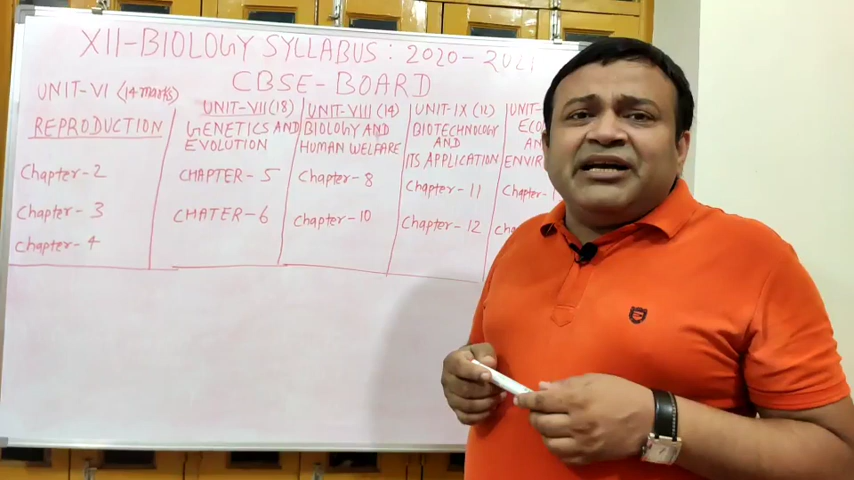 XII-BIOLOGY SYLLABUS: 2020-2021
CBSE-BOARD
UNIT-VI (14 marks)
REPRODUCTION
Chapter-2
Chapter-3
Chapter-4
UNIT-VII (18)
GENETICS AND
EVOLUTION
CHAPTER-5
CHATER-6
UNIT-VIII (14)
BIOLOGY AND
HUMAN WELFARE
Chapter-8
Chapter-10
UNIT-IX (12)
BIOTECHNOLOGY
AND
ITS APPLICATION
Chapter-11
Chapter-12
UNIT-